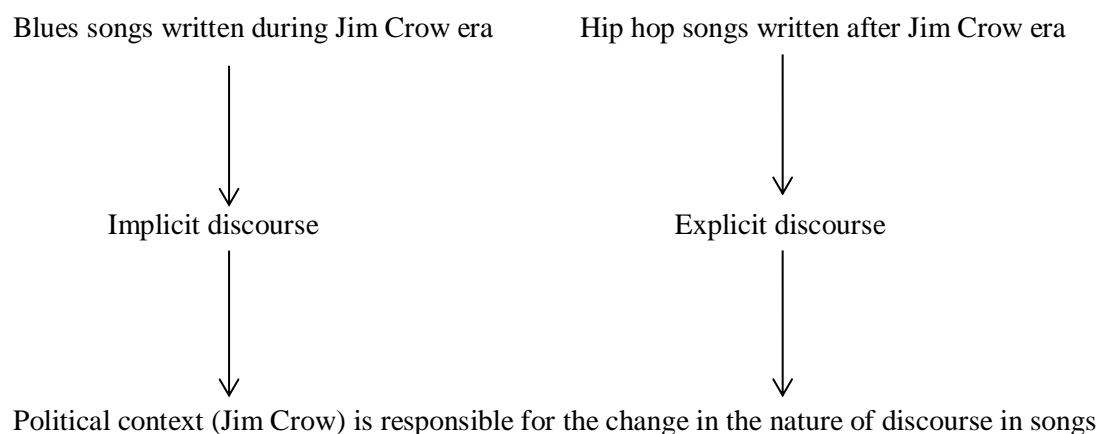 Blues songs written during Jim Crow era
Hip hop songs written after Jim Crow era
Implicit discourse
Explicit discourse
Political context (Jim Crow) is responsible for the change in the nature of discourse in songs